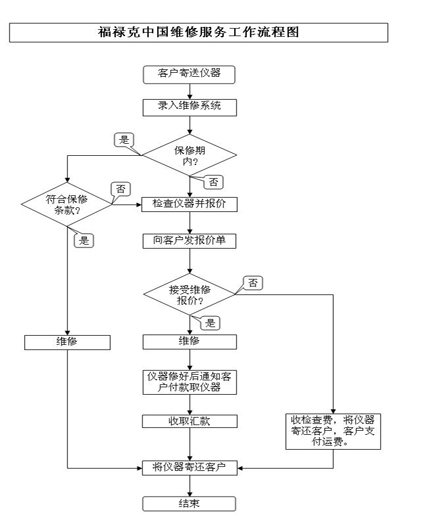 福禄克中国维修服务工作流程图
客户寄送仪器
录入维修系统
是
保修期
内?
否
符合保修
条款?
否
检查仪器并报价
是
向客户发报价单
接受维修
报价?
否
是
维修
维修
仪器修好后通知客
户付款取仪器
收取汇款
收检查费，将仪器
寄还客户，客户支
付运费。
将仪器寄还客户
结束